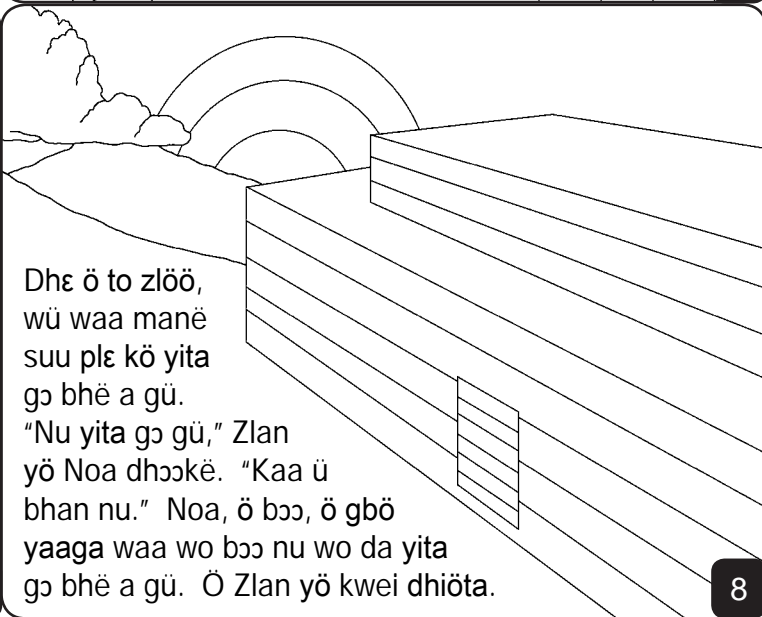 Dhɛ ö to zlöö,
wü waa manë
suu plɛ kö yita
gɔ bhë a gü.
“Nu yita gɔ gü,” Zlan
yö Noa dhɔɔkë. “Kaa ü
bhan nu.” Noa, ö bɔɔ, ö gbö
yaaga waa wo bɔɔ nu wo da yita
gɔ bhë a gü. Ö Zlan yö kwei dhiöta.
8